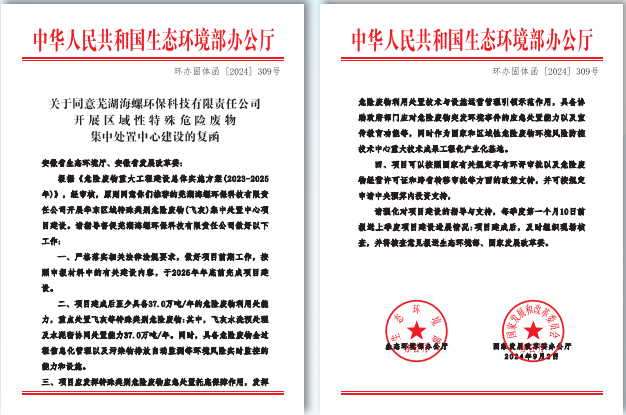 中华人民共和国生态环境部办公厅
环办固体函 [2024] 309号
关于同意芜湖海螺环保科技有限责任公司
开展区域性特殊危险废物
集中处置中心建设的复函
安徽省生态环境厅、安徽省发展改革委:
根据《危险废物重大工程建设总体实施方案(2023-2025
年)》，经审核，原则同意你们推荐的芜湖海螺环保科技有限责
任公司开展华东区域特殊类别危险废物(飞灰)集中处置中心项
目建设。请指导督促芜湖海螺环保科技有限责任公司做好以下
工作:
一、严格落实相关法律法规要求，做好项目前期工作，按
照申报材料中的有关建设内容，于2025年年底前完成项目建
设。
二、项目建成后至少具备37.0万吨/年的危险废物利用处能
力，重点处置飞灰等特殊类别危险废物;其中，飞灰水洗预处理
及水泥窑协同处置能力37.0万吨/年。同时，具备危险废物全过
程信息化管理以及污染物排放自动监测等环境风险实时监控的
能力和设施。
三、项目应发挥特殊类别危险废物应急处置托底保障作用，发挥
中华人民共和国生态环境部办公厅
环办固体函 [2024] 309号
危险废物利用处置技术与设施运营管理引领示范作用，具备协
助政府部门应对危险废物突发环境事件的应急处置能力以及宣
传教育功能等，同时作为国家和区域性危险废物环境风险防控
技术中心重大技术成果工程化产业化基地。
四、项目可以按照国家有关规定享有环评审批以及危险废
物经营许可证和跨省转移审批等方面的政策支持，并可按规定
申请中央预算内投资支持。
请强化对项目建设的指导与支持，每季度第一个月10日前
报送上季度项目建设进展情况;项目建成后，及时组织现场核
查，并将核查意见报送生态环境部、国家发展改革委。
生态环境部办公厅
国家发展改革委办公厅
2024年9月2日